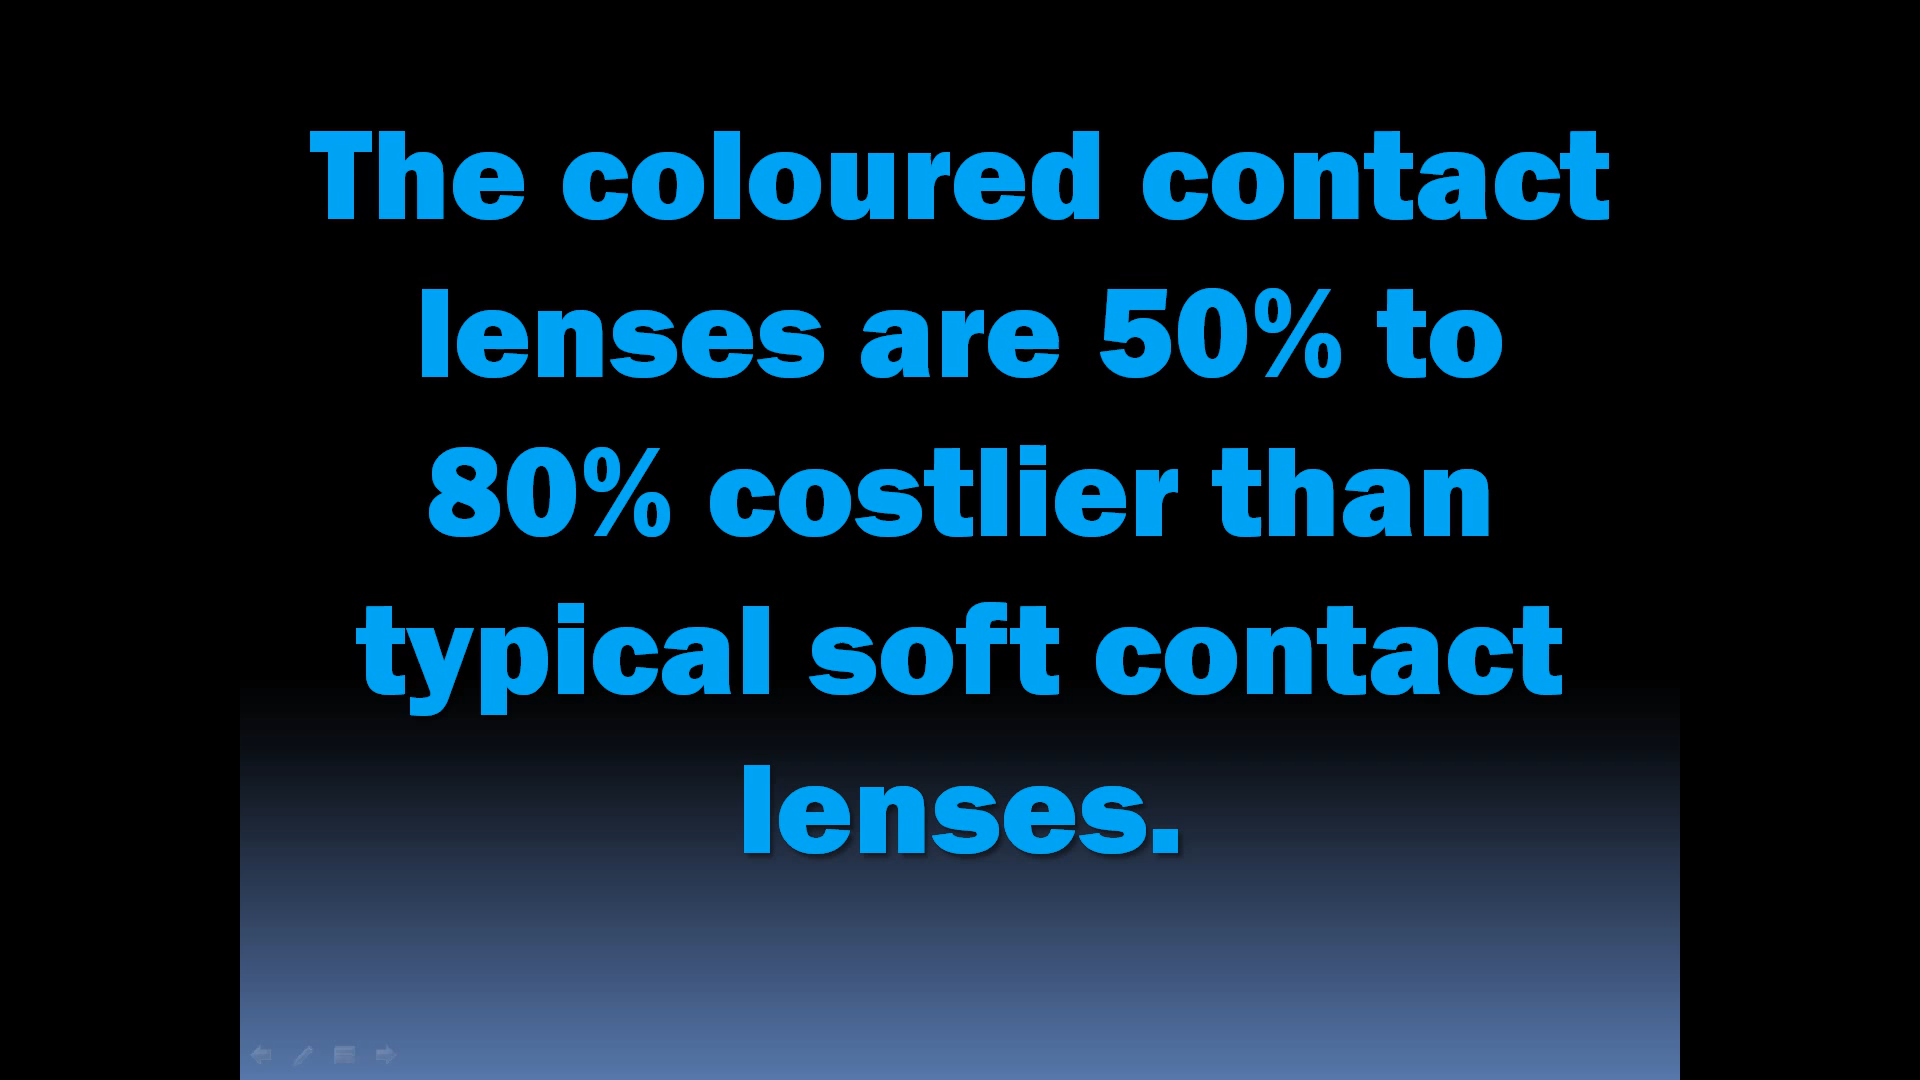 The coloured contact
lenses are 50% to
80% costlier than
typical soft contact
lenses.